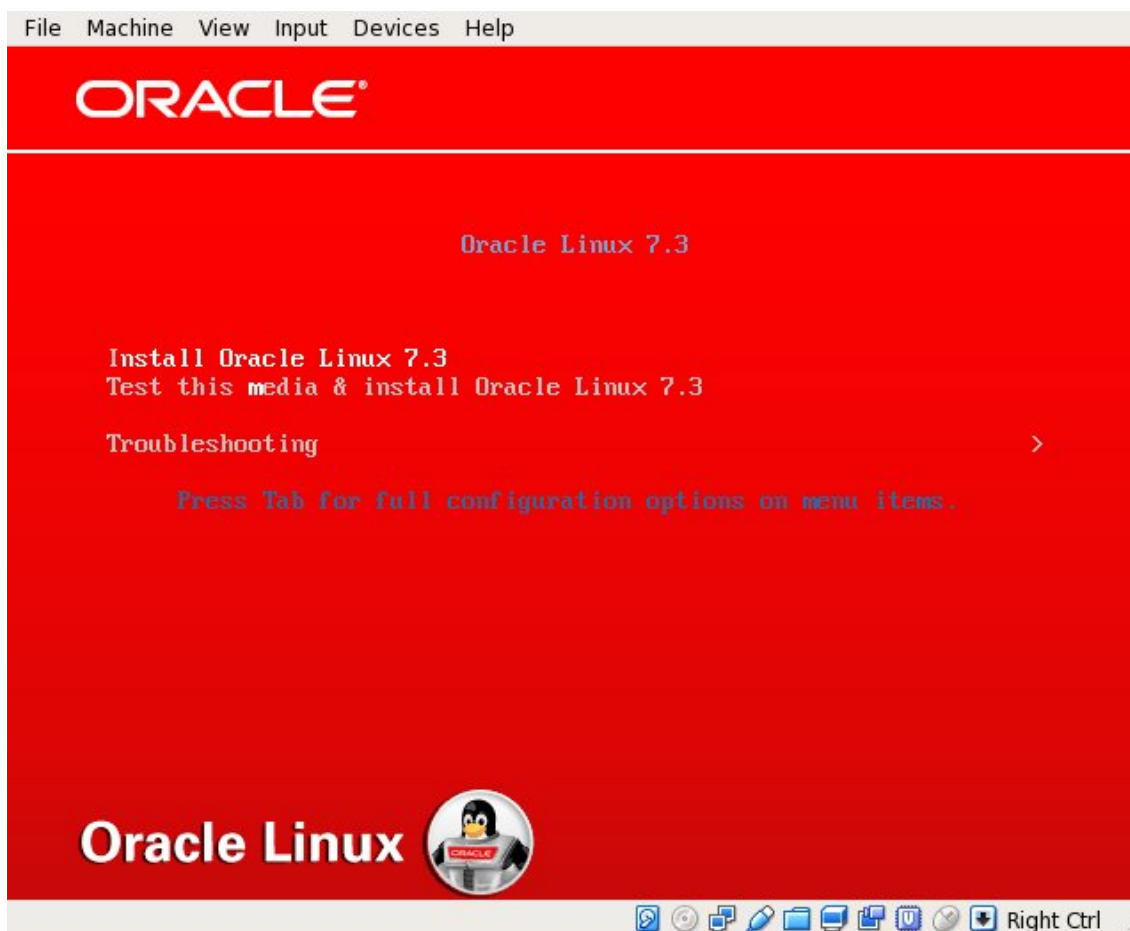 File Machine View Input Devices Help
ORACLE®
Oracle Linux 7.3
Install Oracle Linux 7.3
Test this media & install Oracle Linux 7.3
Troubleshooting >
Press Tab for full configuration options on menu items.
Oracle Linux
ORACLE
Right Ctrl